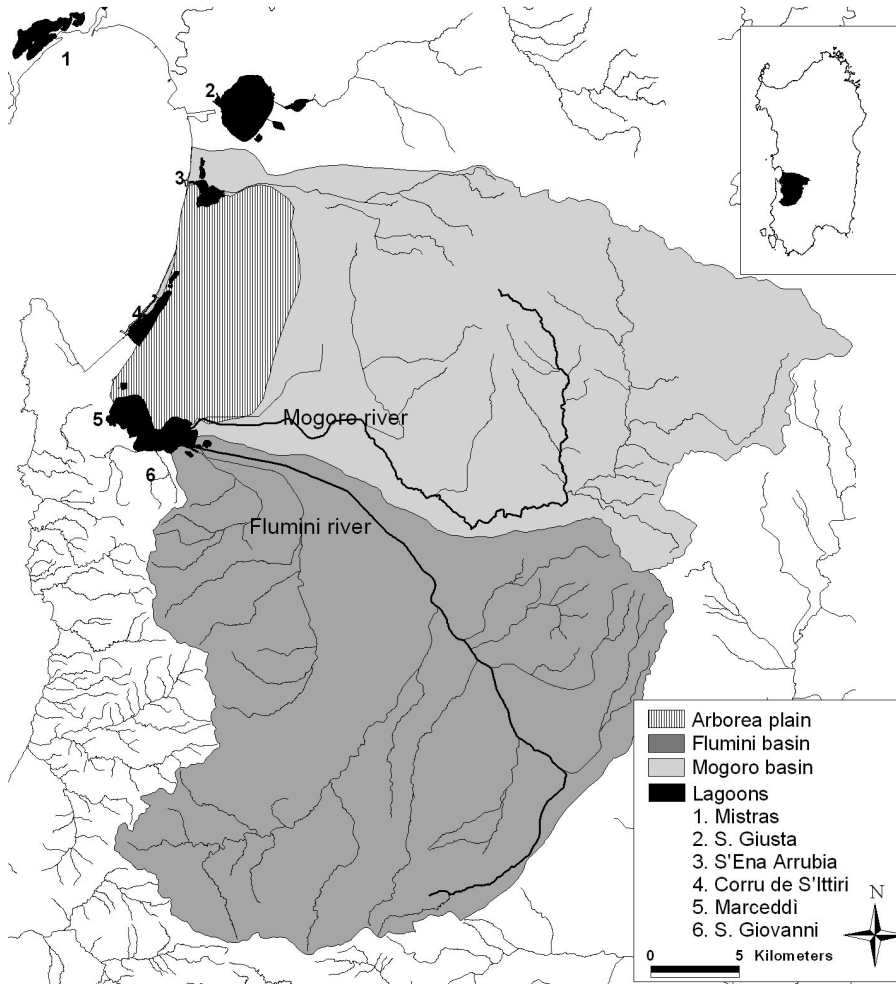 1
2
3
4
5
Mogoro river
6
Flumini river
Arborea plain
Flumini basin
Mogoro basin
Lagoons
1. Mistras
2. S. Giusta
3. S'Ena Arrubia
4. Corru de S'Ittiri
5. Marceddì
6. S. Giovanni
N
0 5 Kilometers